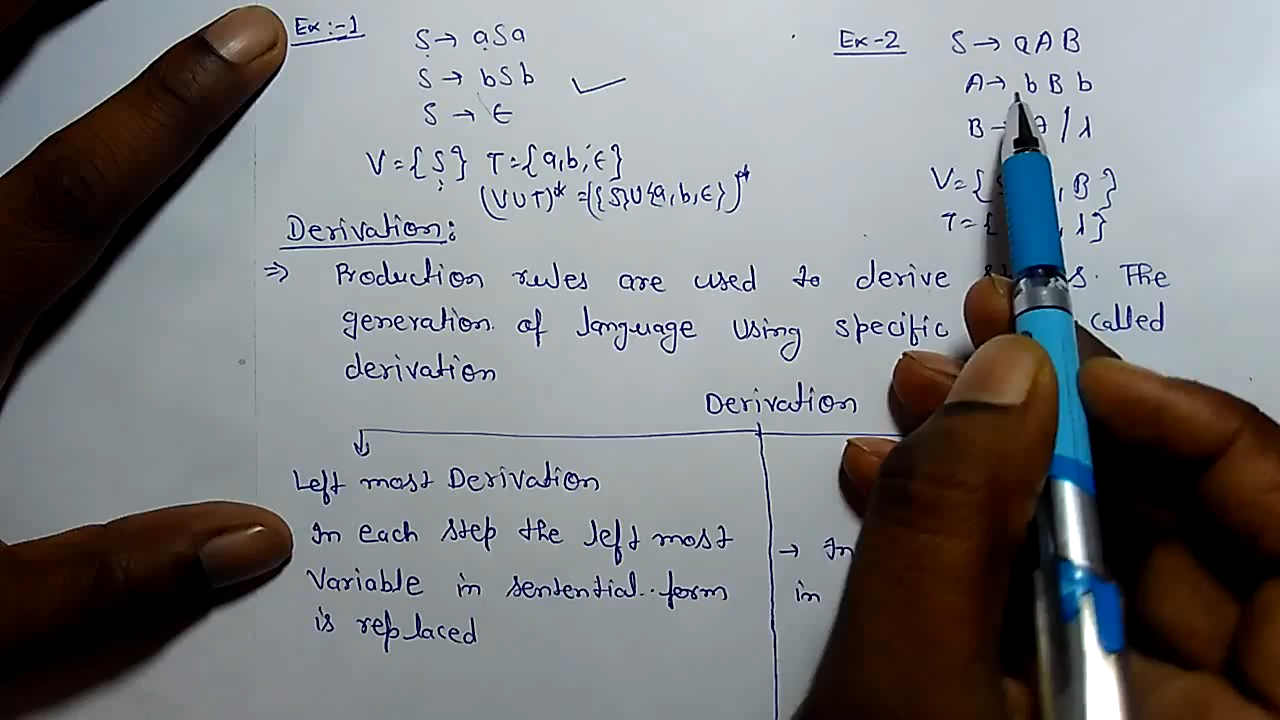 Ex:-1
S → aSa
S → bSb
S → ∈
V = {S} T = {a, b, ∈}
(V∪T)* = ({S}∪{a, b, ∈})*
Ex-2 S → aAB
A → bBb
B → A / λ
V = { , B}
T = { , λ}
Derivation:
⇒ Production rules are used to derive The
generation of language using specific called
derivation
Derivation
Left most Derivation
In each step the left most
Variable in sentential form
is replaced
→ In
in